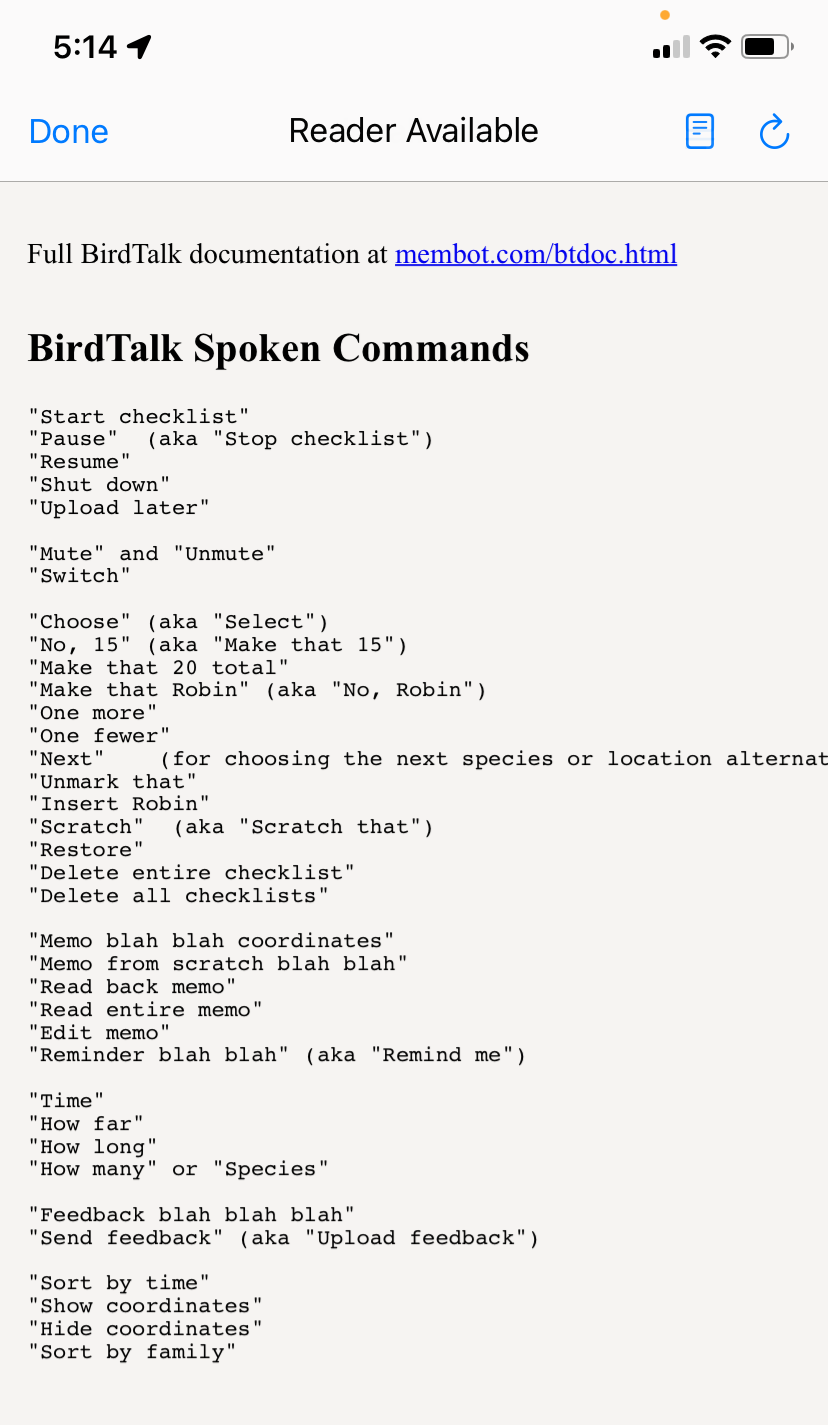 5:14
Done
Reader Available
Full BirdTalk documentation at membot.com/btdoc.html
BirdTalk Spoken Commands
"Start checklist"
"Pause"  (aka "Stop checklist")
"Resume"
"Shut down"
"Upload later"
"Mute" and "Unmute"
"Switch"
"Choose" (aka "Select")
"No, 15" (aka "Make that 15")
"Make that 20 total"
"Make that Robin" (aka "No, Robin")
"One more"
"One fewer"
"Next"    (for choosing the next species or location alternat
"Unmark that"
"Insert Robin"
"Scratch"  (aka "Scratch that")
"Restore"
"Delete entire checklist"
"Delete all checklists"
"Memo blah blah coordinates"
"Memo from scratch blah blah"
"Read back memo"
"Read entire memo"
"Edit memo"
"Reminder blah blah" (aka "Remind me")
"Time"
"How far"
"How long"
"How many" or "Species"
"Feedback blah blah blah"
"Send feedback" (aka "Upload feedback")
"Sort by time"
"Show coordinates"
"Hide coordinates"
"Sort by family"